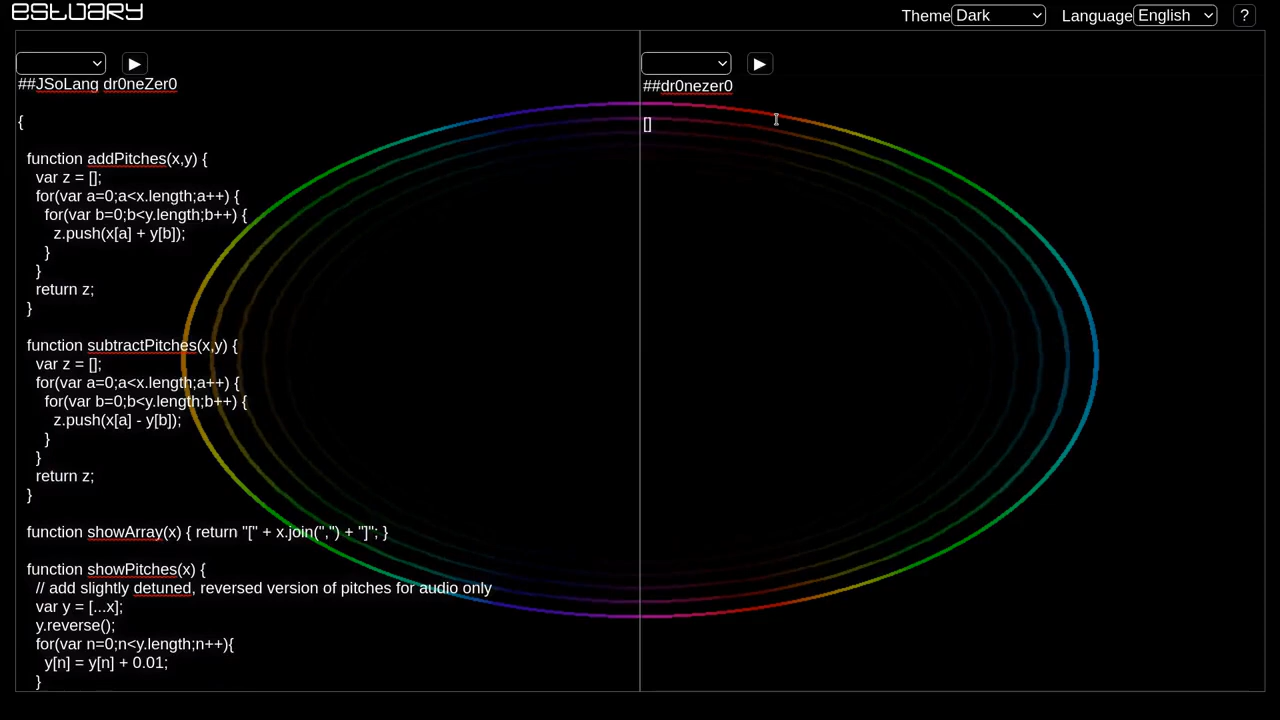 estuary
Theme Dark Language English ?
##JSoLang dr0neZer0
{
function addPitches(x,y) {
var z = [];
for(var a=0;a<x.length;a++) {
for(var b=0;b<y.length;b++) {
z.push(x[a] + y[b]);
}
}
return z;
}
function subtractPitches(x,y) {
var z = [];
for(var a=0;a<x.length;a++) {
for(var b=0;b<y.length;b++) {
z.push(x[a] - y[b]);
}
}
return z;
}
function showArray(x) { return "[" + x.join(",") + "]"; }
function showPitches(x) {
// add slightly detuned, reversed version of pitches for audio only
var y = [...x];
y.reverse();
for(var n=0;n<y.length;n++){
y[n] = y[n] + 0.01;
}
##dr0nezer0
[]